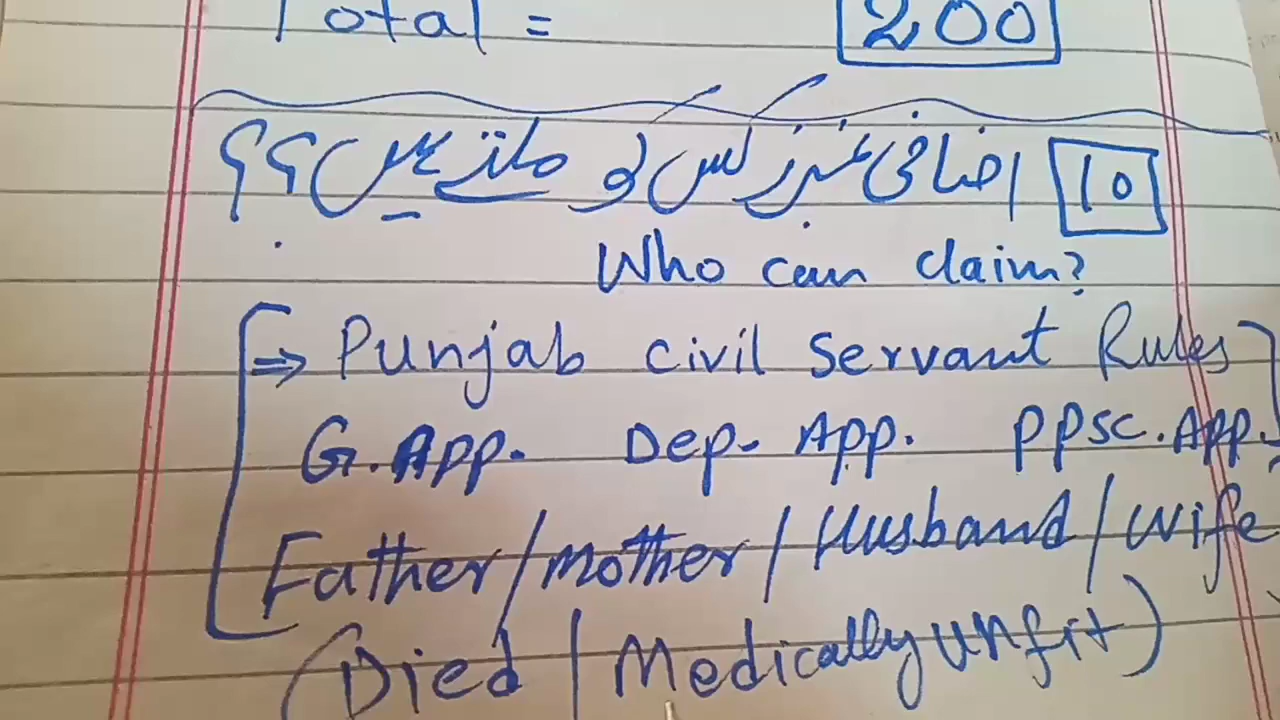 Total = 200
10 اضافی نمبرز کس کو ملتے ہیں؟؟
Who can claim?
⇒ Punjab civil servant Rules
G. App. Dep. App. PPSC. App.
Father/Mother/Husband/Wife
(Died / Medically unfit)